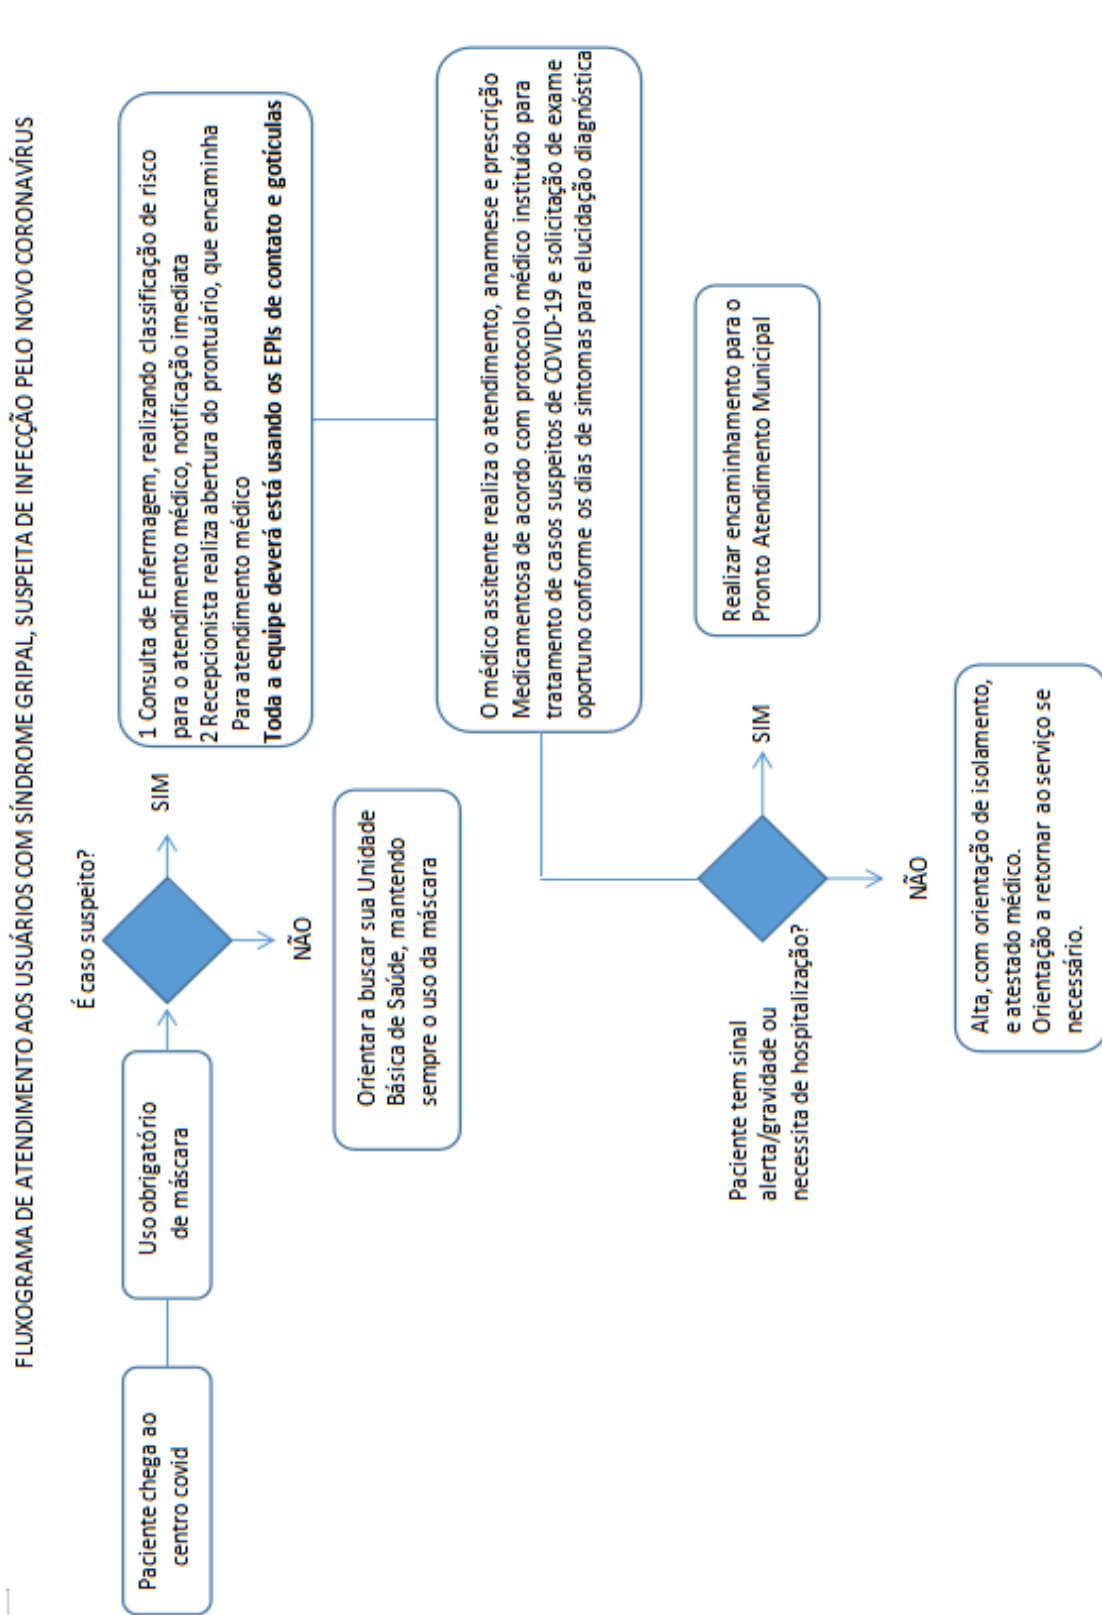 FLUXOGRAMA DE ATENDIMENTO AOS USUÁRIOS COM SÍNDROME GRIPAL, SUSPEITA DE INFECÇÃO PELO NOVO CORONAVÍRUS
Paciente chega ao
centro covid
Uso obrigatório
de máscara
É caso suspeito?
SIM
1 Consulta de Enfermagem, realizando classificação de risco
para o atendimento médico, notificação imediata
2 Recepcionista realiza abertura do prontuário, que encaminha
Para atendimento médico
Toda a equipe deverá está usando os EPIs de contato e gotículas
NÃO
Orientar a buscar sua Unidade
Básica de Saúde, mantendo
sempre o uso da máscara
O médico assitente realiza o atendimento, anamnese e prescrição
Medicamentosa de acordo com protocolo médico instituído para
tratamento de casos suspeitos de COVID-19 e solicitação de exame
oportuno conforme os dias de sintomas para elucidação diagnóstica
Paciente tem sinal
alerta/gravidade ou
necessita de hospitalização?
SIM
Realizar encaminhamento para o
Pronto Atendimento Municipal
NÃO
Alta, com orientação de isolamento,
e atestado médico.
Orientação a retornar ao serviço se
necessário.